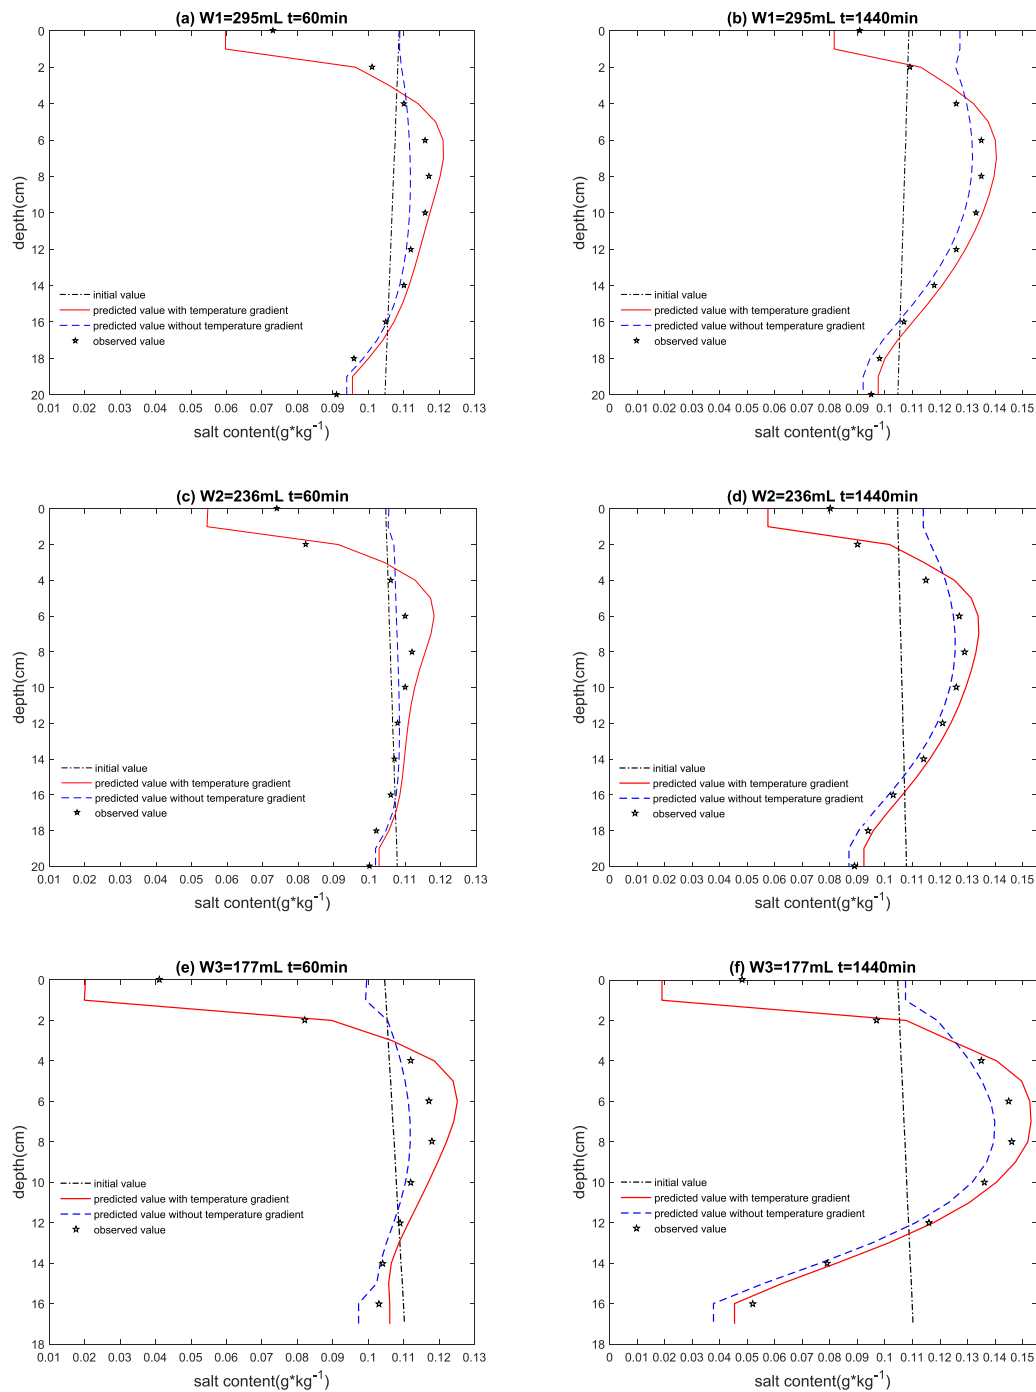 (a) W1=295mL t=60min
0
2
4
6
8
10
12
14
16
18
20
depth(cm)
initial value
predicted value with temperature gradient
predicted value without temperature gradient
observed value
0.01 0.02 0.03 0.04 0.05 0.06 0.07 0.08 0.09 0.1 0.11 0.12 0.13
salt content(g*kg-1)
(b) W1=295mL t=1440min
0
2
4
6
8
10
12
14
16
18
20
depth(cm)
initial value
predicted value with temperature gradient
predicted value without temperature gradient
observed value
0 0.01 0.02 0.03 0.04 0.05 0.06 0.07 0.08 0.09 0.1 0.11 0.12 0.13 0.14 0.15
salt content(g*kg-1)
(c) W2=236mL t=60min
0
2
4
6
8
10
12
14
16
18
20
depth(cm)
initial value
predicted value with temperature gradient
predicted value without temperature gradient
observed value
0.01 0.02 0.03 0.04 0.05 0.06 0.07 0.08 0.09 0.1 0.11 0.12 0.13
salt content(g*kg-1)
(d) W2=236mL t=1440min
0
2
4
6
8
10
12
14
16
18
20
depth(cm)
initial value
predicted value with temperature gradient
predicted value without temperature gradient
observed value
0 0.01 0.02 0.03 0.04 0.05 0.06 0.07 0.08 0.09 0.1 0.11 0.12 0.13 0.14 0.15
salt content(g*kg-1)
(e) W3=177mL t=60min
0
2
4
6
8
10
12
14
16
18
depth(cm)
initial value
predicted value with temperature gradient
predicted value without temperature gradient
observed value
0.01 0.02 0.03 0.04 0.05 0.06 0.07 0.08 0.09 0.1 0.11 0.12 0.13
salt content(g*kg-1)
(f) W3=177mL t=1440min
0
2
4
6
8
10
12
14
16
18
depth(cm)
initial value
predicted value with temperature gradient
predicted value without temperature gradient
observed value
0 0.01 0.02 0.03 0.04 0.05 0.06 0.07 0.08 0.09 0.1 0.11 0.12 0.13 0.14 0.15
salt content(g*kg-1)